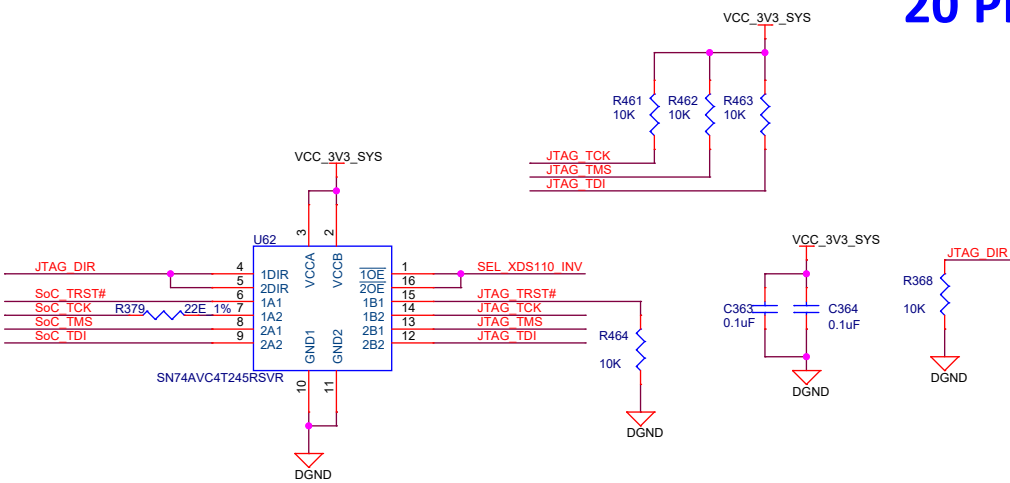 20 P
VCC_3V3_SYS
R461
10K
R462
10K
R463
10K
JTAG_TCK
JTAG_TMS
JTAG_TDI
VCC_3V3_SYS
3
2
U62
VCCA
VCCB
JTAG_DIR
4
5
1DIR
2DIR
SoC_TRST#
6
1A1
SoC_TCK
R379
22E_1%
7
1A2
SoC_TMS
8
2A1
SoC_TDI
9
2A2
1OE
1
SEL_XDS110_INV
2OE
16
1B1
15
JTAG_TRST#
1B2
14
JTAG_TCK
2B1
13
JTAG_TMS
2B2
12
JTAG_TDI
GND1
GND2
SN74AVC4T245RSVR
10
11
DGND
R464
10K
DGND
VCC_3V3_SYS
C363
0.1uF
C364
0.1uF
DGND
JTAG_DIR
R368
10K
DGND